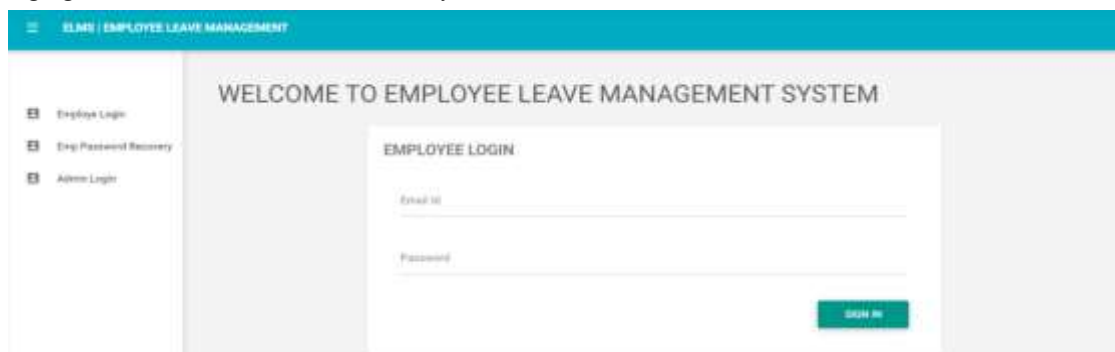 ELMS | EMPLOYEE LEAVE MANAGEMENT
Employe Login
Emp Password Recovery
Admin Login
WELCOME TO EMPLOYEE LEAVE MANAGEMENT SYSTEM
EMPLOYEE LOGIN
Email Id
Password
SIGN IN